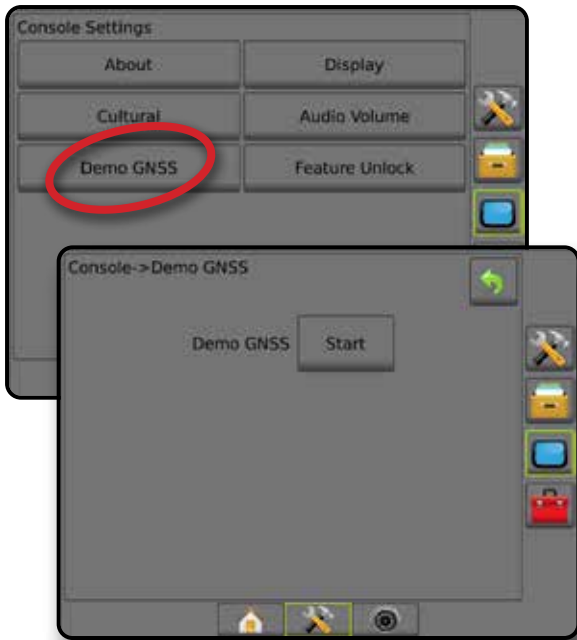 Console Settings
About Display
Cultural Audio Volume
Demo GNSS Feature Unlock
Console->Demo GNSS
Demo GNSS Start